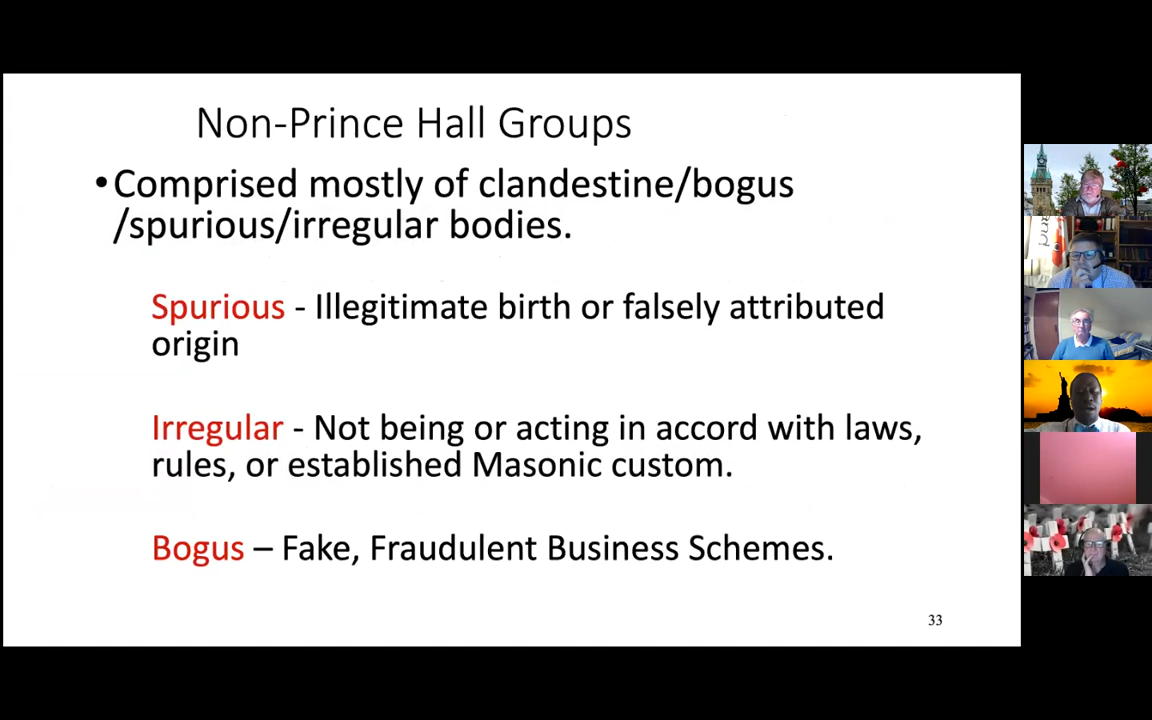 Non-Prince Hall Groups
•Comprised mostly of clandestine/bogus
/spurious/irregular bodies.
Spurious - Illegitimate birth or falsely attributed
origin
Irregular - Not being or acting in accord with laws,
rules, or established Masonic custom.
Bogus – Fake, Fraudulent Business Schemes.
33